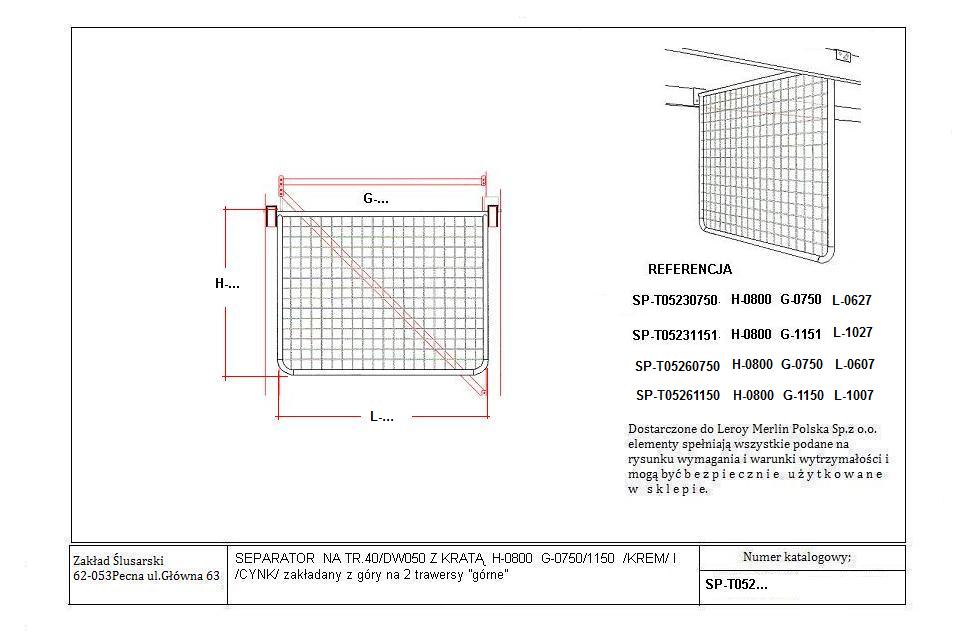 G-...
H-...
L-...
REFERENCJA
SP-T05230750 H-0800 G-0750 L-0627
SP-T05231151 H-0800 G-1151 L-1027
SP-T05260750 H-0800 G-0750 L-0607
SP-T05261150 H-0800 G-1150 L-1007
Dostarczone do Leroy Merlin Polska Sp.z o.o.
elementy spełniają wszystkie podane na
rysunku wymagania i warunki wytrzymałości i
mogą być b e z p i e c z n i e u ż y t k o w a n e
w s k l e p i e.
Zakład Ślusarski
62-053Pecna ul.Główna 63
SEPARATOR NA TR.40/DW050 Z KRATĄ H-0800 G-0750/1150 /KREM/ I
/CYNK/ zakładany z góry na 2 trawersy "górne"
Numer katalogowy;
SP-T052...